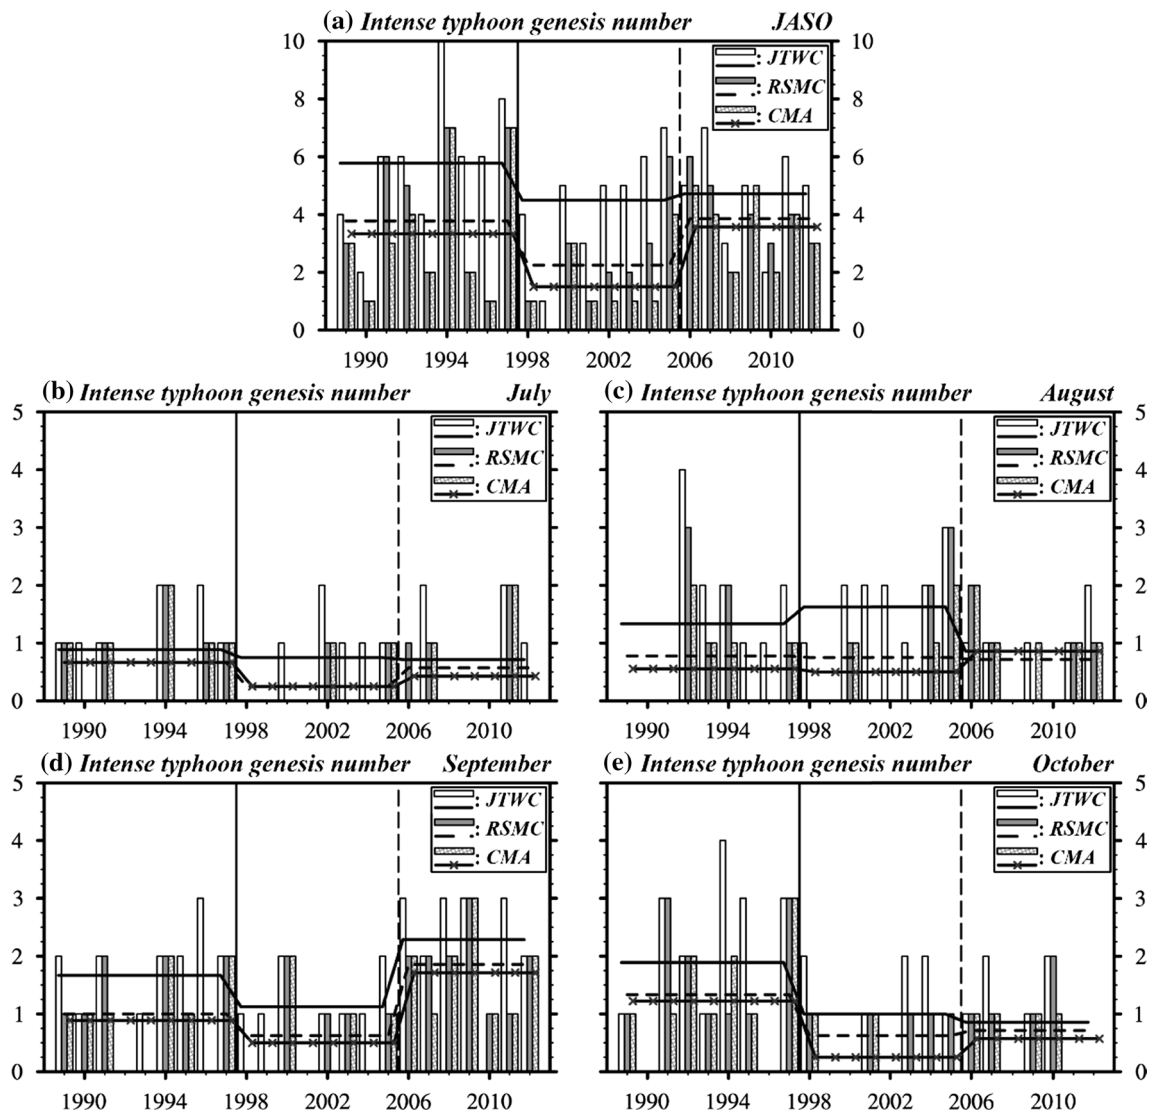 (a) Intense typhoon genesis number JASO
10 10
: JTWC
8 : RSMC 8
: CMA
6 6
4 4
2 2
0 0
1990 1994 1998 2002 2006 2010
(b) Intense typhoon genesis number July
5
: JTWC
: RSMC
4
: CMA
3
2
1
0
1990 1994 1998 2002 2006 2010
(c) Intense typhoon genesis number August
5
: JTWC
: RSMC
4
: CMA
3
2
1
0
1990 1994 1998 2002 2006 2010
(d) Intense typhoon genesis number September
5
: JTWC
: RSMC
4
: CMA
3
2
1
0
1990 1994 1998 2002 2006 2010
(e) Intense typhoon genesis number October
5
: JTWC
: RSMC
4
: CMA
3
2
1
0
1990 1994 1998 2002 2006 2010